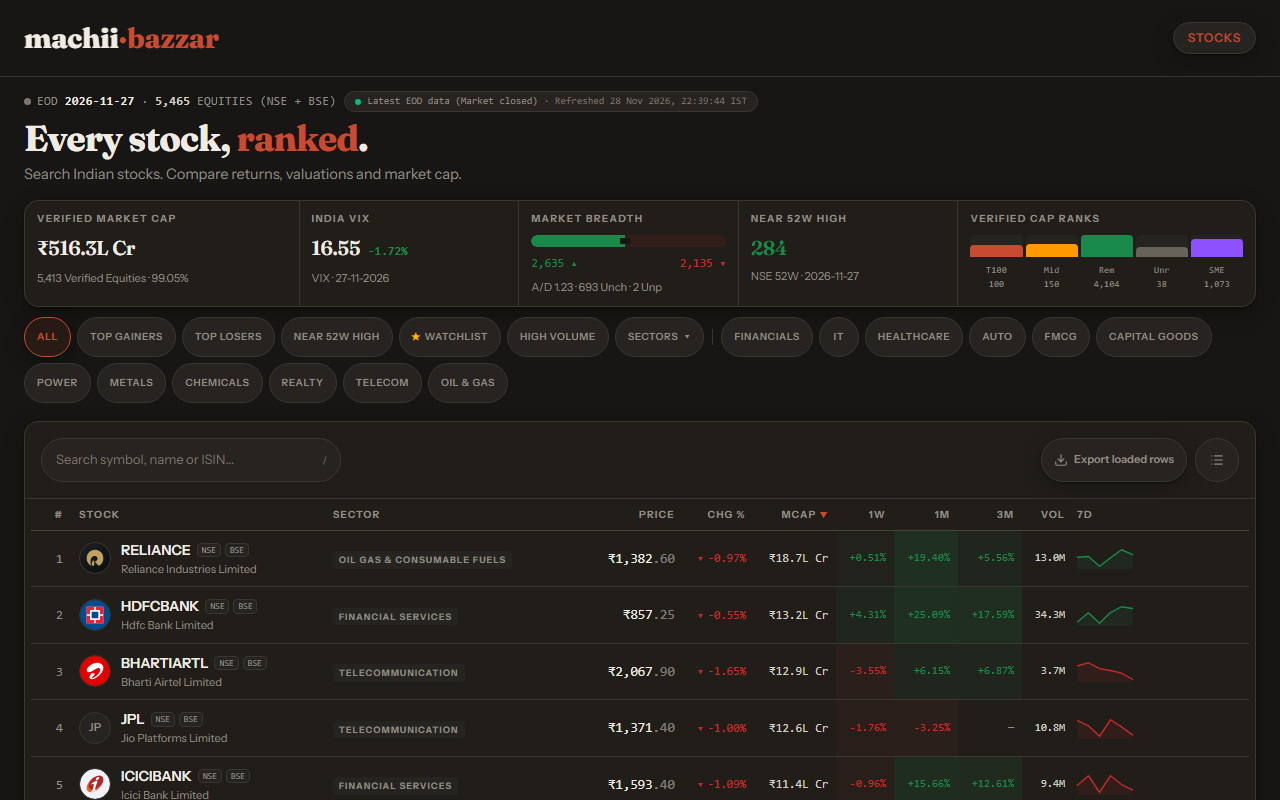 machii·bazzar
STOCKS
EOD 2026-11-27 · 5,465 EQUITIES (NSE + BSE)
Latest EOD data (Market closed) · Refreshed 28 Nov 2026, 22:39:44 IST
Every stock, ranked.
Search Indian stocks. Compare returns, valuations and market cap.
VERIFIED MARKET CAP
₹516.3L Cr
5,413 Verified Equities · 99.05%
INDIA VIX
16.55 -1.72%
VIX · 27-11-2026
MARKET BREADTH
2,635 ▲ 2,135 ▼
A/D 1.23 · 693 Unch · 2 Unp
NEAR 52W HIGH
284
NSE 52W · 2026-11-27
VERIFIED CAP RANKS
T100 Mid Rem Unr SME
100 150 4,104 38 1,073
ALL TOP GAINERS TOP LOSERS NEAR 52W HIGH ★ WATCHLIST HIGH VOLUME SECTORS ▼ FINANCIALS IT HEALTHCARE AUTO FMCG CAPITAL GOODS
POWER METALS CHEMICALS REALTY TELECOM OIL & GAS
Search symbol, name or ISIN... /
Export loaded rows
# STOCK SECTOR PRICE CHG % MCAP ▼ 1W 1M 3M VOL 7D
1 RELIANCE NSE BSE OIL GAS & CONSUMABLE FUELS ₹1,382.60 ▼ -0.97% ₹18.7L Cr +0.51% +19.40% +5.56% 13.0M
Reliance Industries Limited
2 HDFCBANK NSE BSE FINANCIAL SERVICES ₹857.25 ▼ -0.55% ₹13.2L Cr +4.31% +25.09% +17.59% 34.3M
Hdfc Bank Limited
3 BHARTIARTL NSE BSE TELECOMMUNICATION ₹2,067.90 ▼ -1.65% ₹12.9L Cr -3.55% +6.15% +6.87% 3.7M
Bharti Airtel Limited
4 JP JPL NSE BSE TELECOMMUNICATION ₹1,371.40 ▼ -1.00% ₹12.6L Cr -1.76% -3.25% — 10.8M
Jio Platforms Limited
5 ICICIBANK NSE BSE FINANCIAL SERVICES ₹1,593.40 ▼ -1.09% ₹11.4L Cr -0.96% +15.66% +12.61% 9.4M
Icici Bank Limited